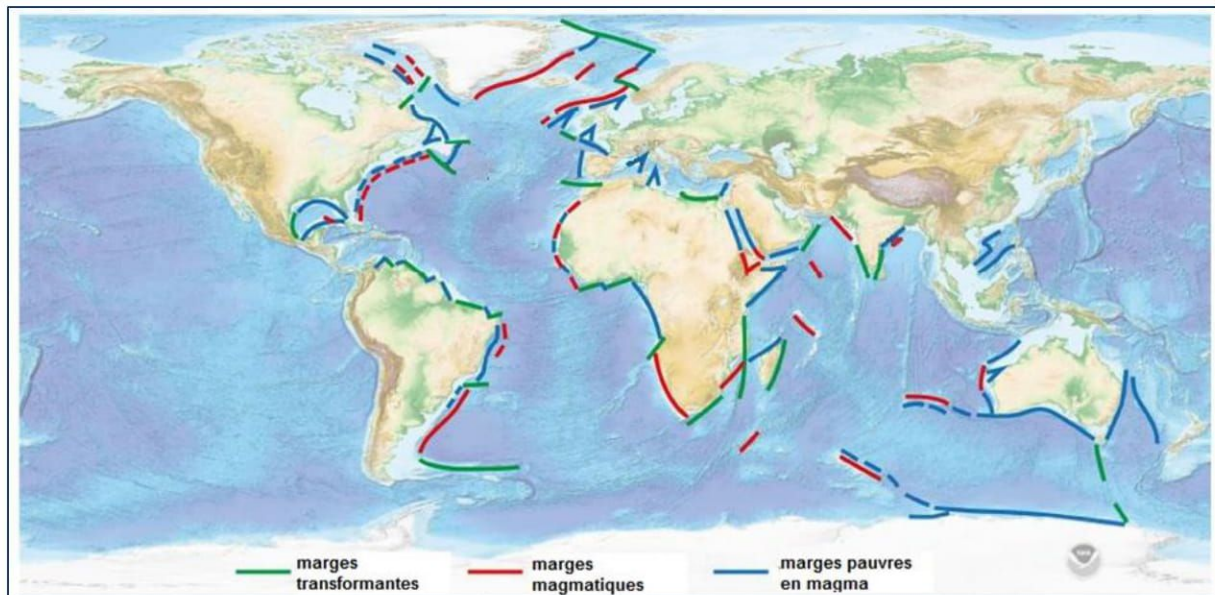 marges
transformantes
marges
magmatiques
marges pauvres
en magma